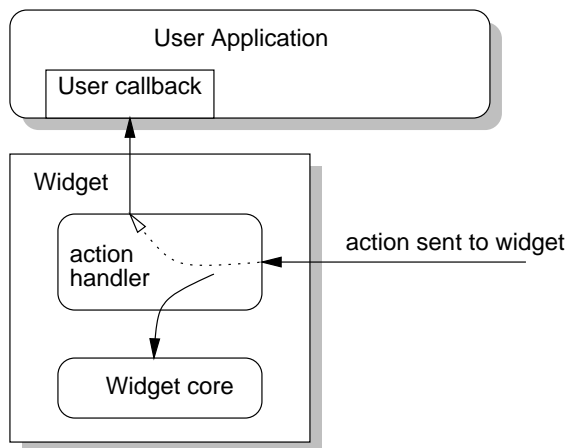 User Application
User callback
Widget
action sent to widget
action
handler
Widget core